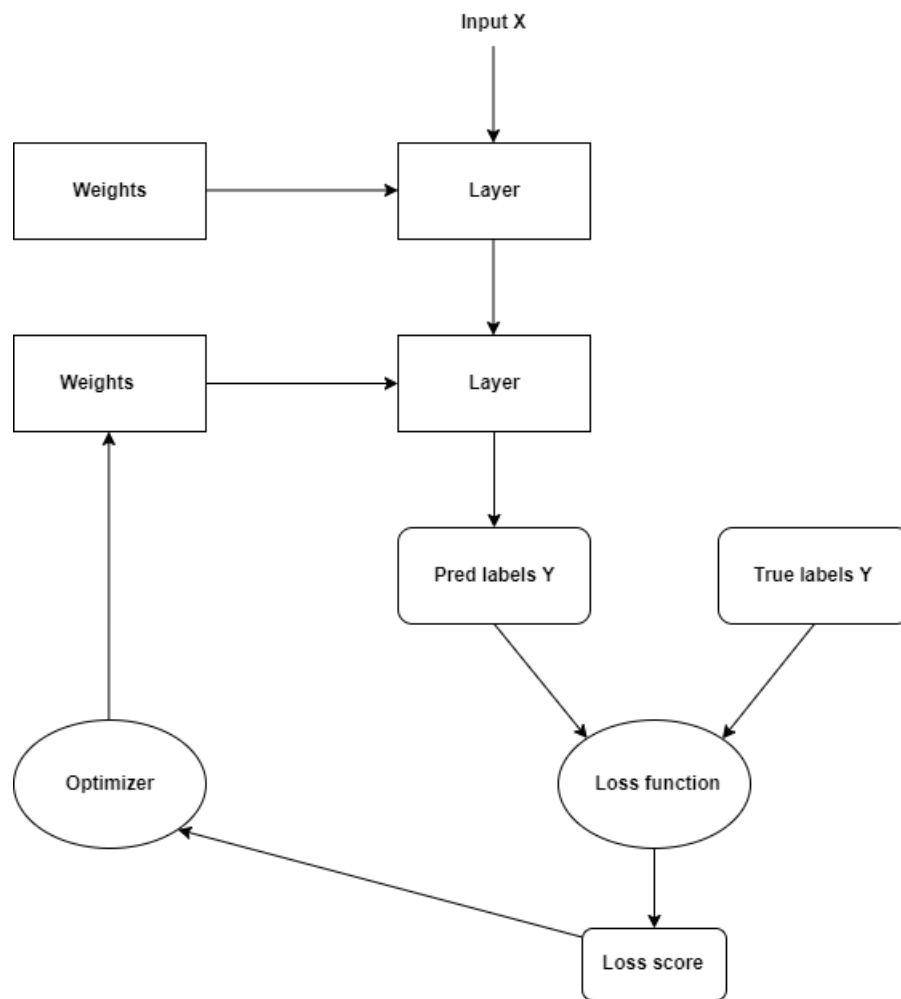 Input X
Weights
Layer
Weights
Layer
Pred labels Y
True labels Y
Optimizer
Loss function
Loss score